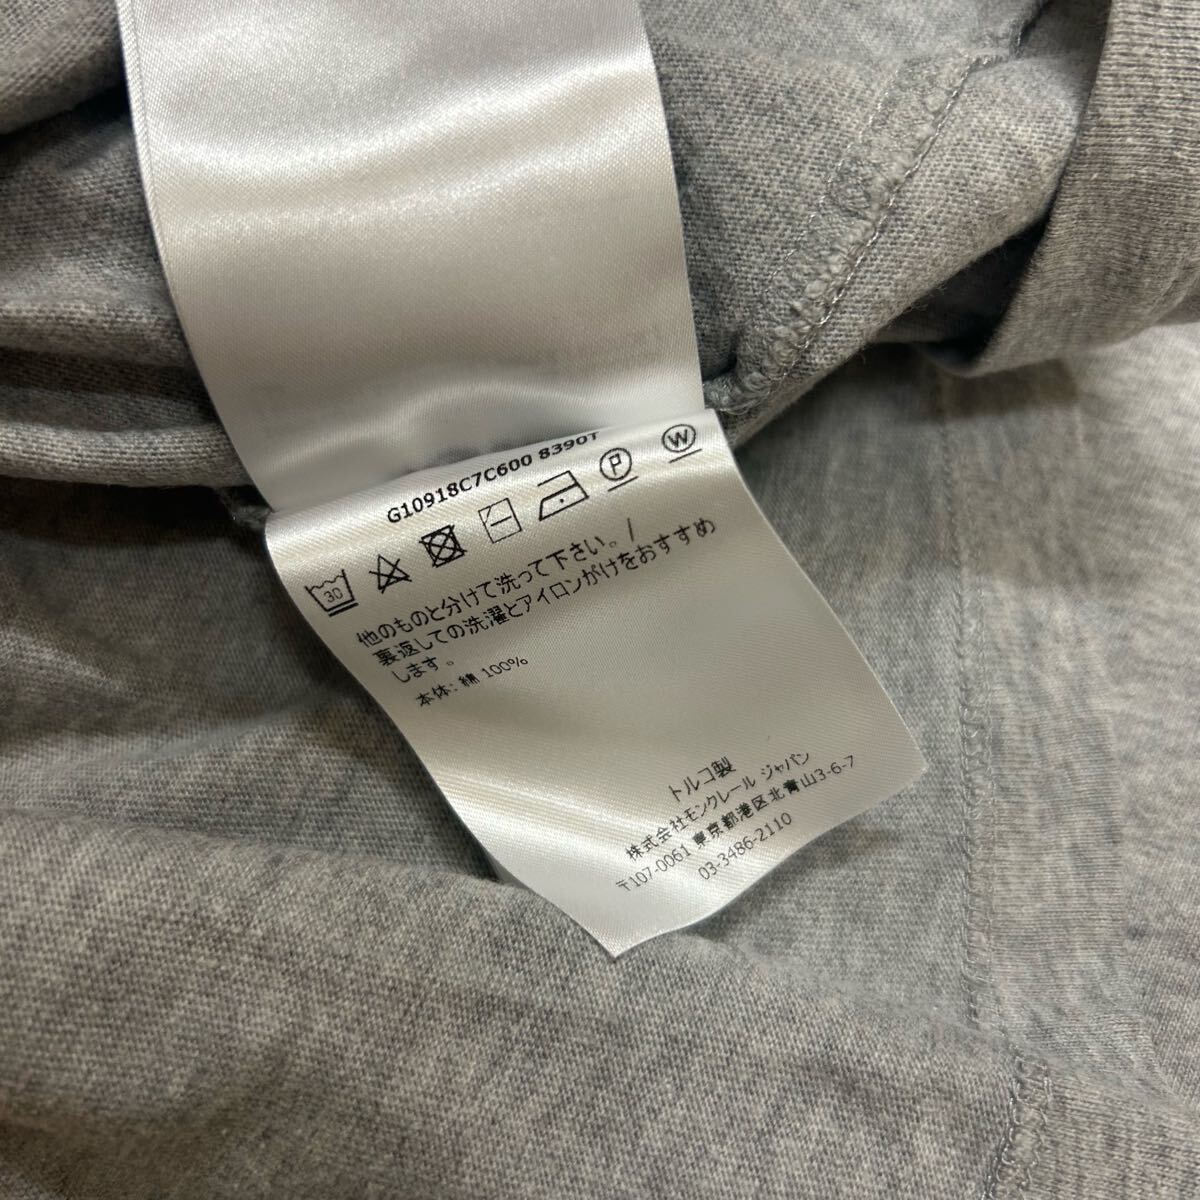 G10918C7C600 8390T
30 P W
他のものと分けて洗って下さい。/
裏返しての洗濯とアイロンがけをおすすめ
します。
本体: 綿 100%
トルコ製
株式会社モンクレール ジャパン
〒107-0061 東京都港区北青山3-6-7
03-3486-2110